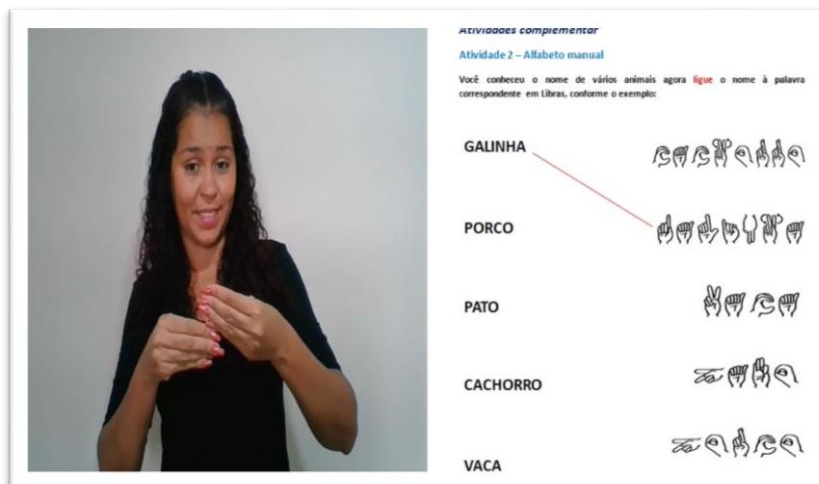 Atividades complementar
Atividade 2 – Alfabeto manual
Você conheceu o nome de vários animais agora ligue o nome à palavra
correspondente em Libras, conforme o exemplo:
GALINHA
PORCO
PATO
CACHORRO
VACA